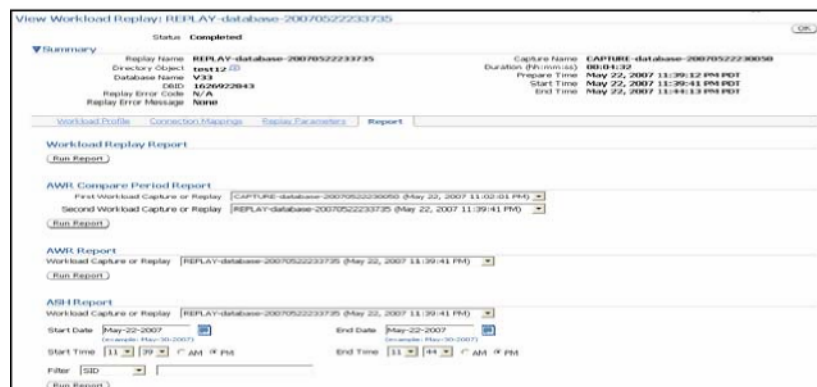 View Workload Replay: REPLAY-database-20070522233735
OK
Status Completed
Summary
Replay Name REPLAY-database-20070522233735
Directory Object test12
Database Name V33
DBID 1626922843
Replay Error Code N/A
Replay Error Message None
Capture Name CAPTURE-database-20070522230050
Duration (hh:mm:ss) 00:04:32
Prepare Time May 22, 2007 11:39:12 PM PDT
Start Time May 22, 2007 11:39:41 PM PDT
End Time May 22, 2007 11:44:13 PM PDT
Workload Profile Connection Mappings Replay Parameters Report
Workload Replay Report
Run Report
AWR Compare Period Report
First Workload Capture or Replay CAPTURE-database-20070522230050 (May 22, 2007 11:02:01 PM)
Second Workload Capture or Replay REPLAY-database-20070522233735 (May 22, 2007 11:39:41 PM)
Run Report
AWR Report
Workload Capture or Replay REPLAY-database-20070522233735 (May 22, 2007 11:39:41 PM)
Run Report
ASH Report
Workload Capture or Replay REPLAY-database-20070522233735 (May 22, 2007 11:39:41 PM)
Start Date May-22-2007 End Date May-22-2007
(example: May-30-2007) (example: May-30-2007)
Start Time 11 39 AM PM End Time 11 44 AM PM
Filter SID
Run Report